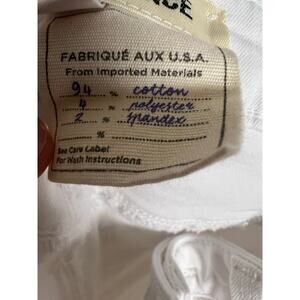 FABRIQUÉ AUX U.S.A.
From Imported Materials
94 % cotton
4 % polyester
2 % spandex
%
See Care Label
For Wash Instructions